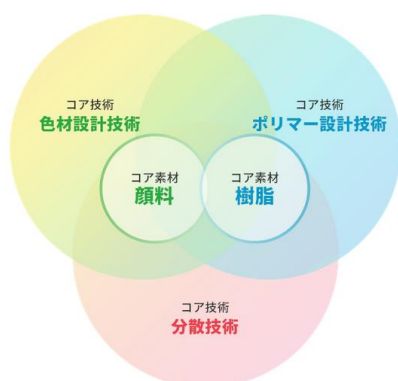 コア技術
色材設計技術
コア技術
ポリマー設計技術
コア素材
顔料
コア素材
樹脂
コア技術
分散技術